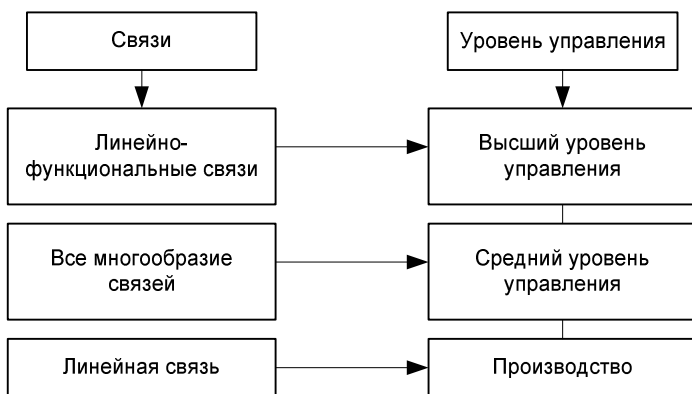 Связи
Уровень управления
Линейно-
функциональные связи
Высший уровень
управления
Все многообразие
связей
Средний уровень
управления
Линейная связь
Производство